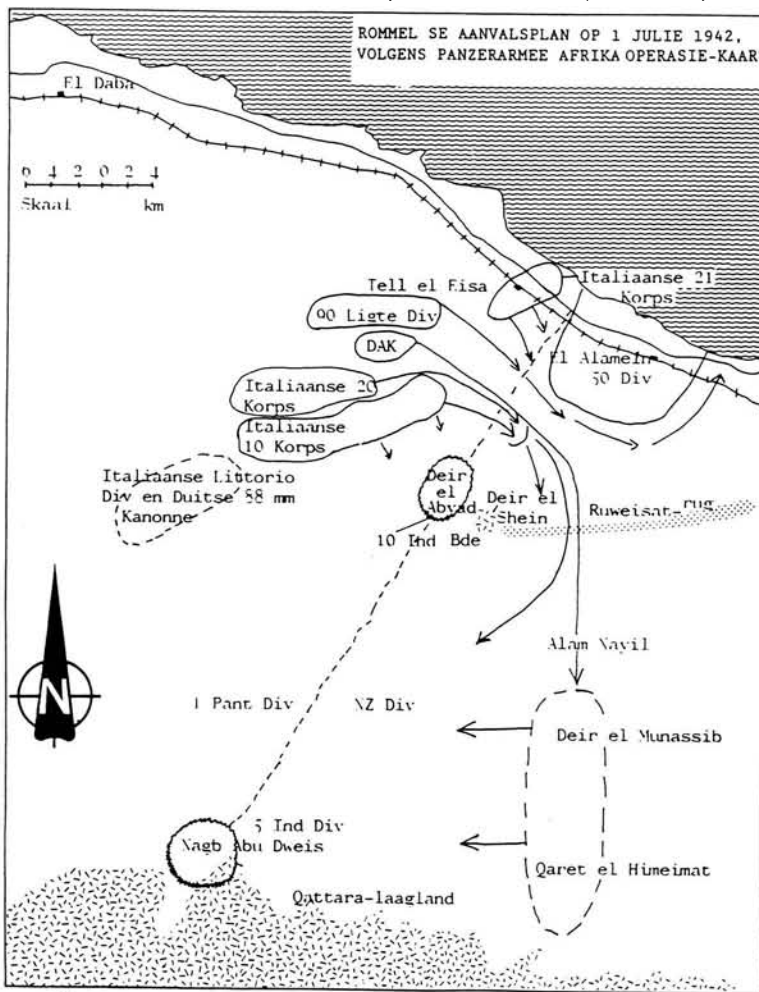 ROMMEL SE AANVALSPLAN OP 1 JULIE 1942,
VOLGENS PANZERARMEE AFRIKA OPERASIE-KAAR
El Daba
6 4 2 0 2 4
Skaal km
Tell el Eisa
Italiaanse 21
Korps
90 Ligte Div
DAK
El Alamein
50 Div
Italiaanse 20
Korps
Italiaanse
10 Korps
Italiaanse Littorio
Div en Duitse 88 mm
Kanonne
Deir
el
Abyad
Deir el
Shein
Ruweisat-rug
10 Ind Bde
Alam Nayil
N
1 Pant Div
NZ Div
Deir el Munassib
5 Ind Div
Nagb Abu Dweis
Qaret el Himeimat
Qattara-laagland